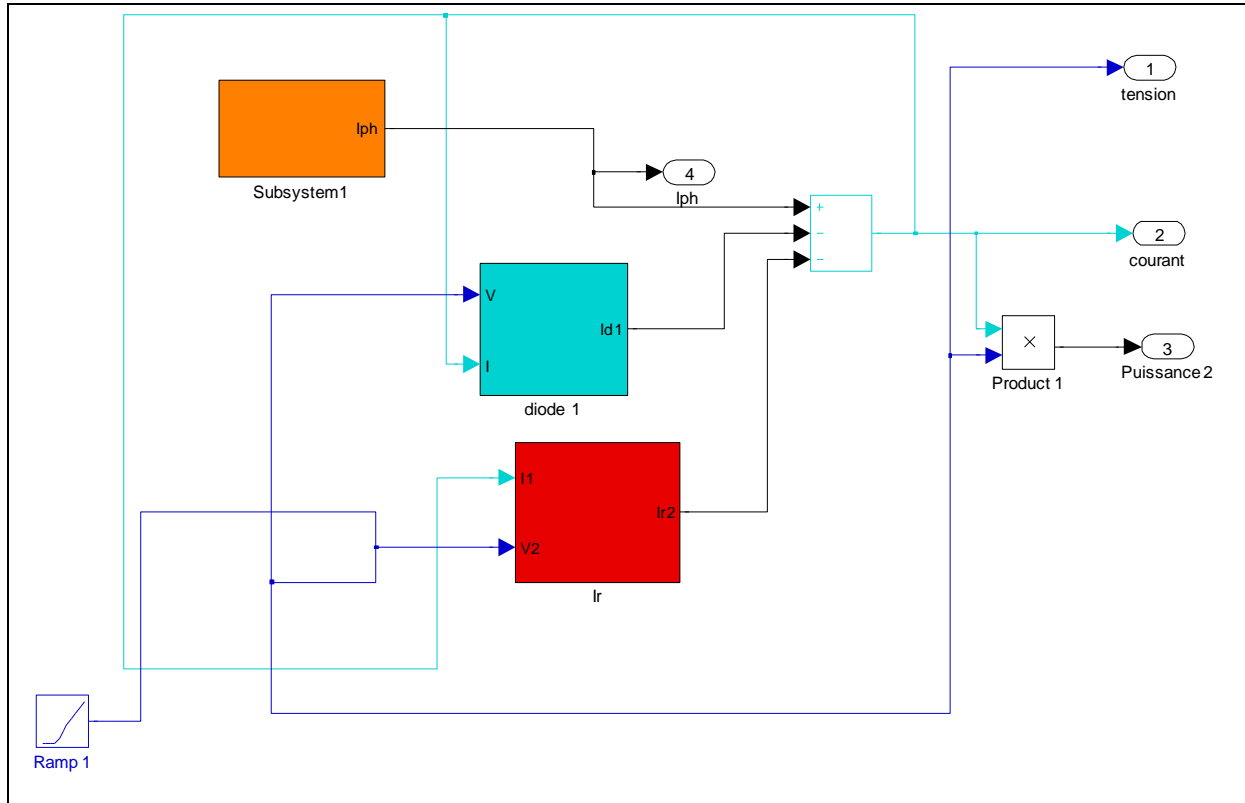 1
tension
Iph
Subsystem1
4
Iph
+
−
−
2
courant
V
Id1
I
diode 1
×
Product 1
3
Puissance 2
I1
Ir2
V2
Ir
Ramp 1